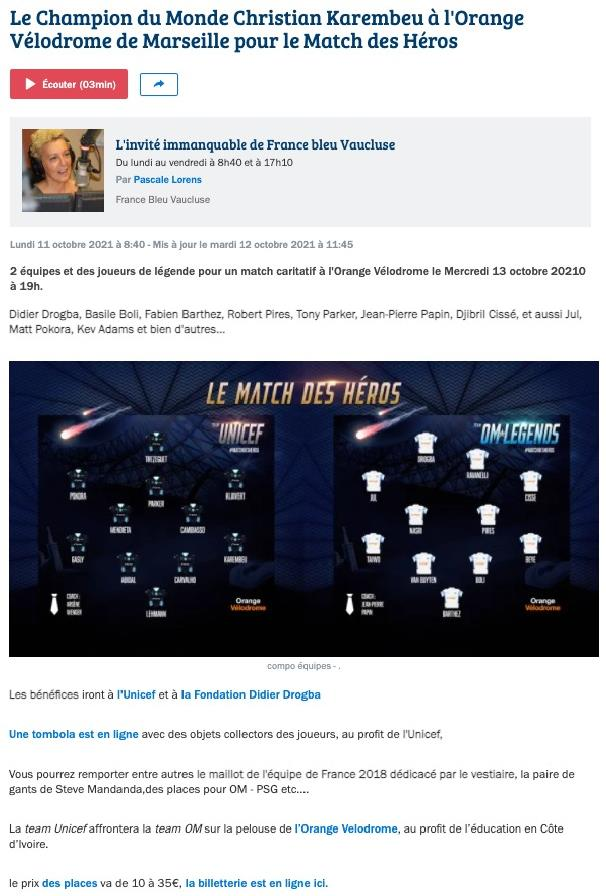 Le Champion du Monde Christian Karembeu à l'Orange
Vélodrome de Marseille pour le Match des Héros
Écouter (03min)
L'invité immanquable de France bleu Vaucluse
Du lundi au vendredi à 8h40 et à 17h10
Par Pascale Lorens
France Bleu Vaucluse
Lundi 11 octobre 2021 à 8:40 - Mis à jour le mardi 12 octobre 2021 à 11:45
2 équipes et des joueurs de légende pour un match caritatif à l'Orange Vélodrome le Mercredi 13 octobre 20210
à 19h.
Didier Drogba, Basile Boli, Fabien Barthez, Robert Pires, Tony Parker, Jean-Pierre Papin, Djibril Cissé, et aussi Jul,
Matt Pokora, Kev Adams et bien d'autres...
LE MATCH DES HÉROS
TEAM UNICEF
#MATCHDESHEROS
TREZEGUET
POKORA
PARKER
KLUIVERT
MENDIETA
CAMBIASSO
GASLY
KAREMBEU
ABIDAL
CARVALHO
COACH :
ARSÈNE
WENGER
LEHMANN
Orange
Vélodrome
TEAM OM LEGENDS
#MATCHDESHEROS
DROGBA
RAVANELLI
JUL
CISSE
NASRI
PIRES
TAIWO
BEYE
VAN BUYTEN
BOLI
COACH :
JEAN-PIERRE
PAPIN
BARTHEZ
Orange
Vélodrome
compo équipes - .
Les bénéfices iront à l'Unicef et à la Fondation Didier Drogba
Une tombola est en ligne avec des objets collectors des joueurs, au profit de l'Unicef,
Vous pourrez remporter entre autres le maillot de l'équipe de France 2018 dédicacé par le vestiaire, la paire de
gants de Steve Mandanda,des places pour OM - PSG etc....
La team Unicef affrontera la team OM sur la pelouse de l'Orange Velodrome, au profit de l'éducation en Côte
d'Ivoire.
le prix des places va de 10 à 35€, la billetterie est en ligne ici.